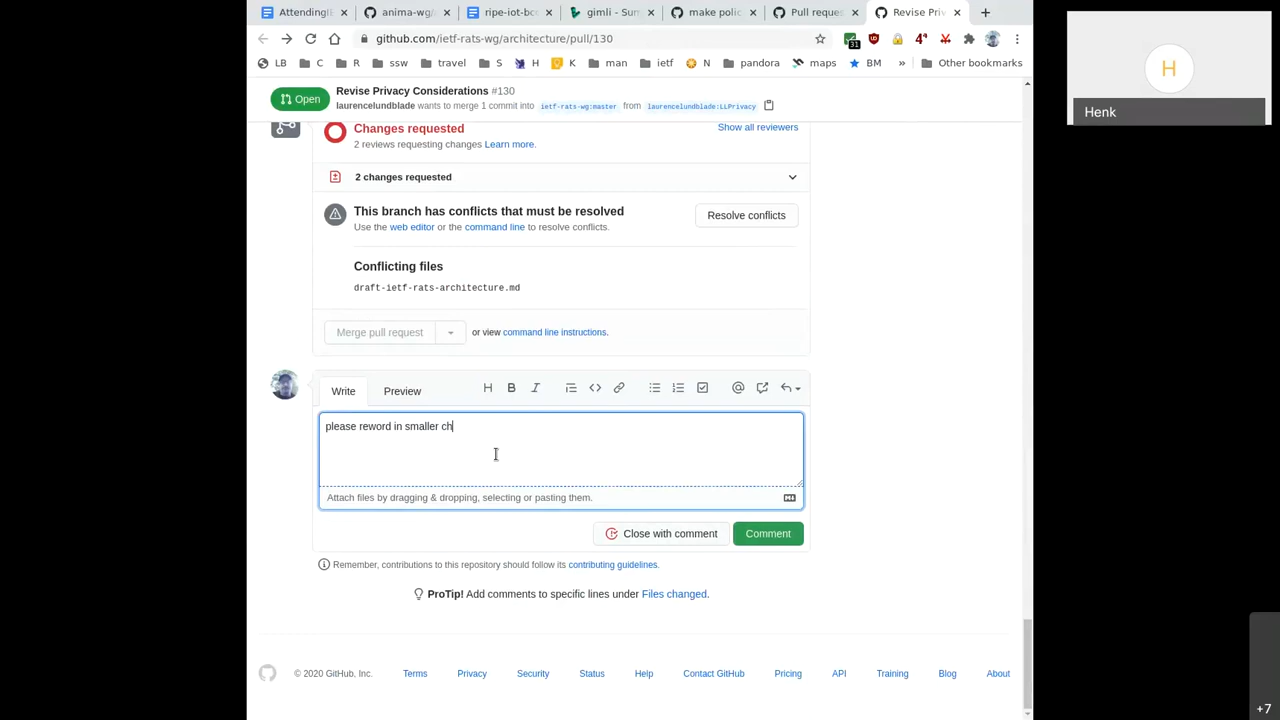 AttendingI
anima-wg/
ripe-iot-bc
gimli - Sum
make polic
Pull reques
Revise Priv
github.com/ietf-rats-wg/architecture/pull/130
31
4
LB
C
R
ssw
travel
S
H
K
man
ietf
N
pandora
maps
BM
»
Other bookmarks
Open
Revise Privacy Considerations #130
laurencelundblade wants to merge 1 commit into ietf-rats-wg:master from laurencelundblade:LLPrivacy
Changes requested
Show all reviewers
2 reviews requesting changes Learn more.
2 changes requested
This branch has conflicts that must be resolved
Use the web editor or the command line to resolve conflicts.
Resolve conflicts
Conflicting files
draft-ietf-rats-architecture.md
Merge pull request
or view command line instructions.
Write
Preview
H B I
please reword in smaller ch
Attach files by dragging & dropping, selecting or pasting them.
Close with comment
Comment
Remember, contributions to this repository should follow its contributing guidelines.
ProTip! Add comments to specific lines under Files changed.
© 2020 GitHub, Inc.
Terms
Privacy
Security
Status
Help
Contact GitHub
Pricing
API
Training
Blog
About
H
Henk
+7